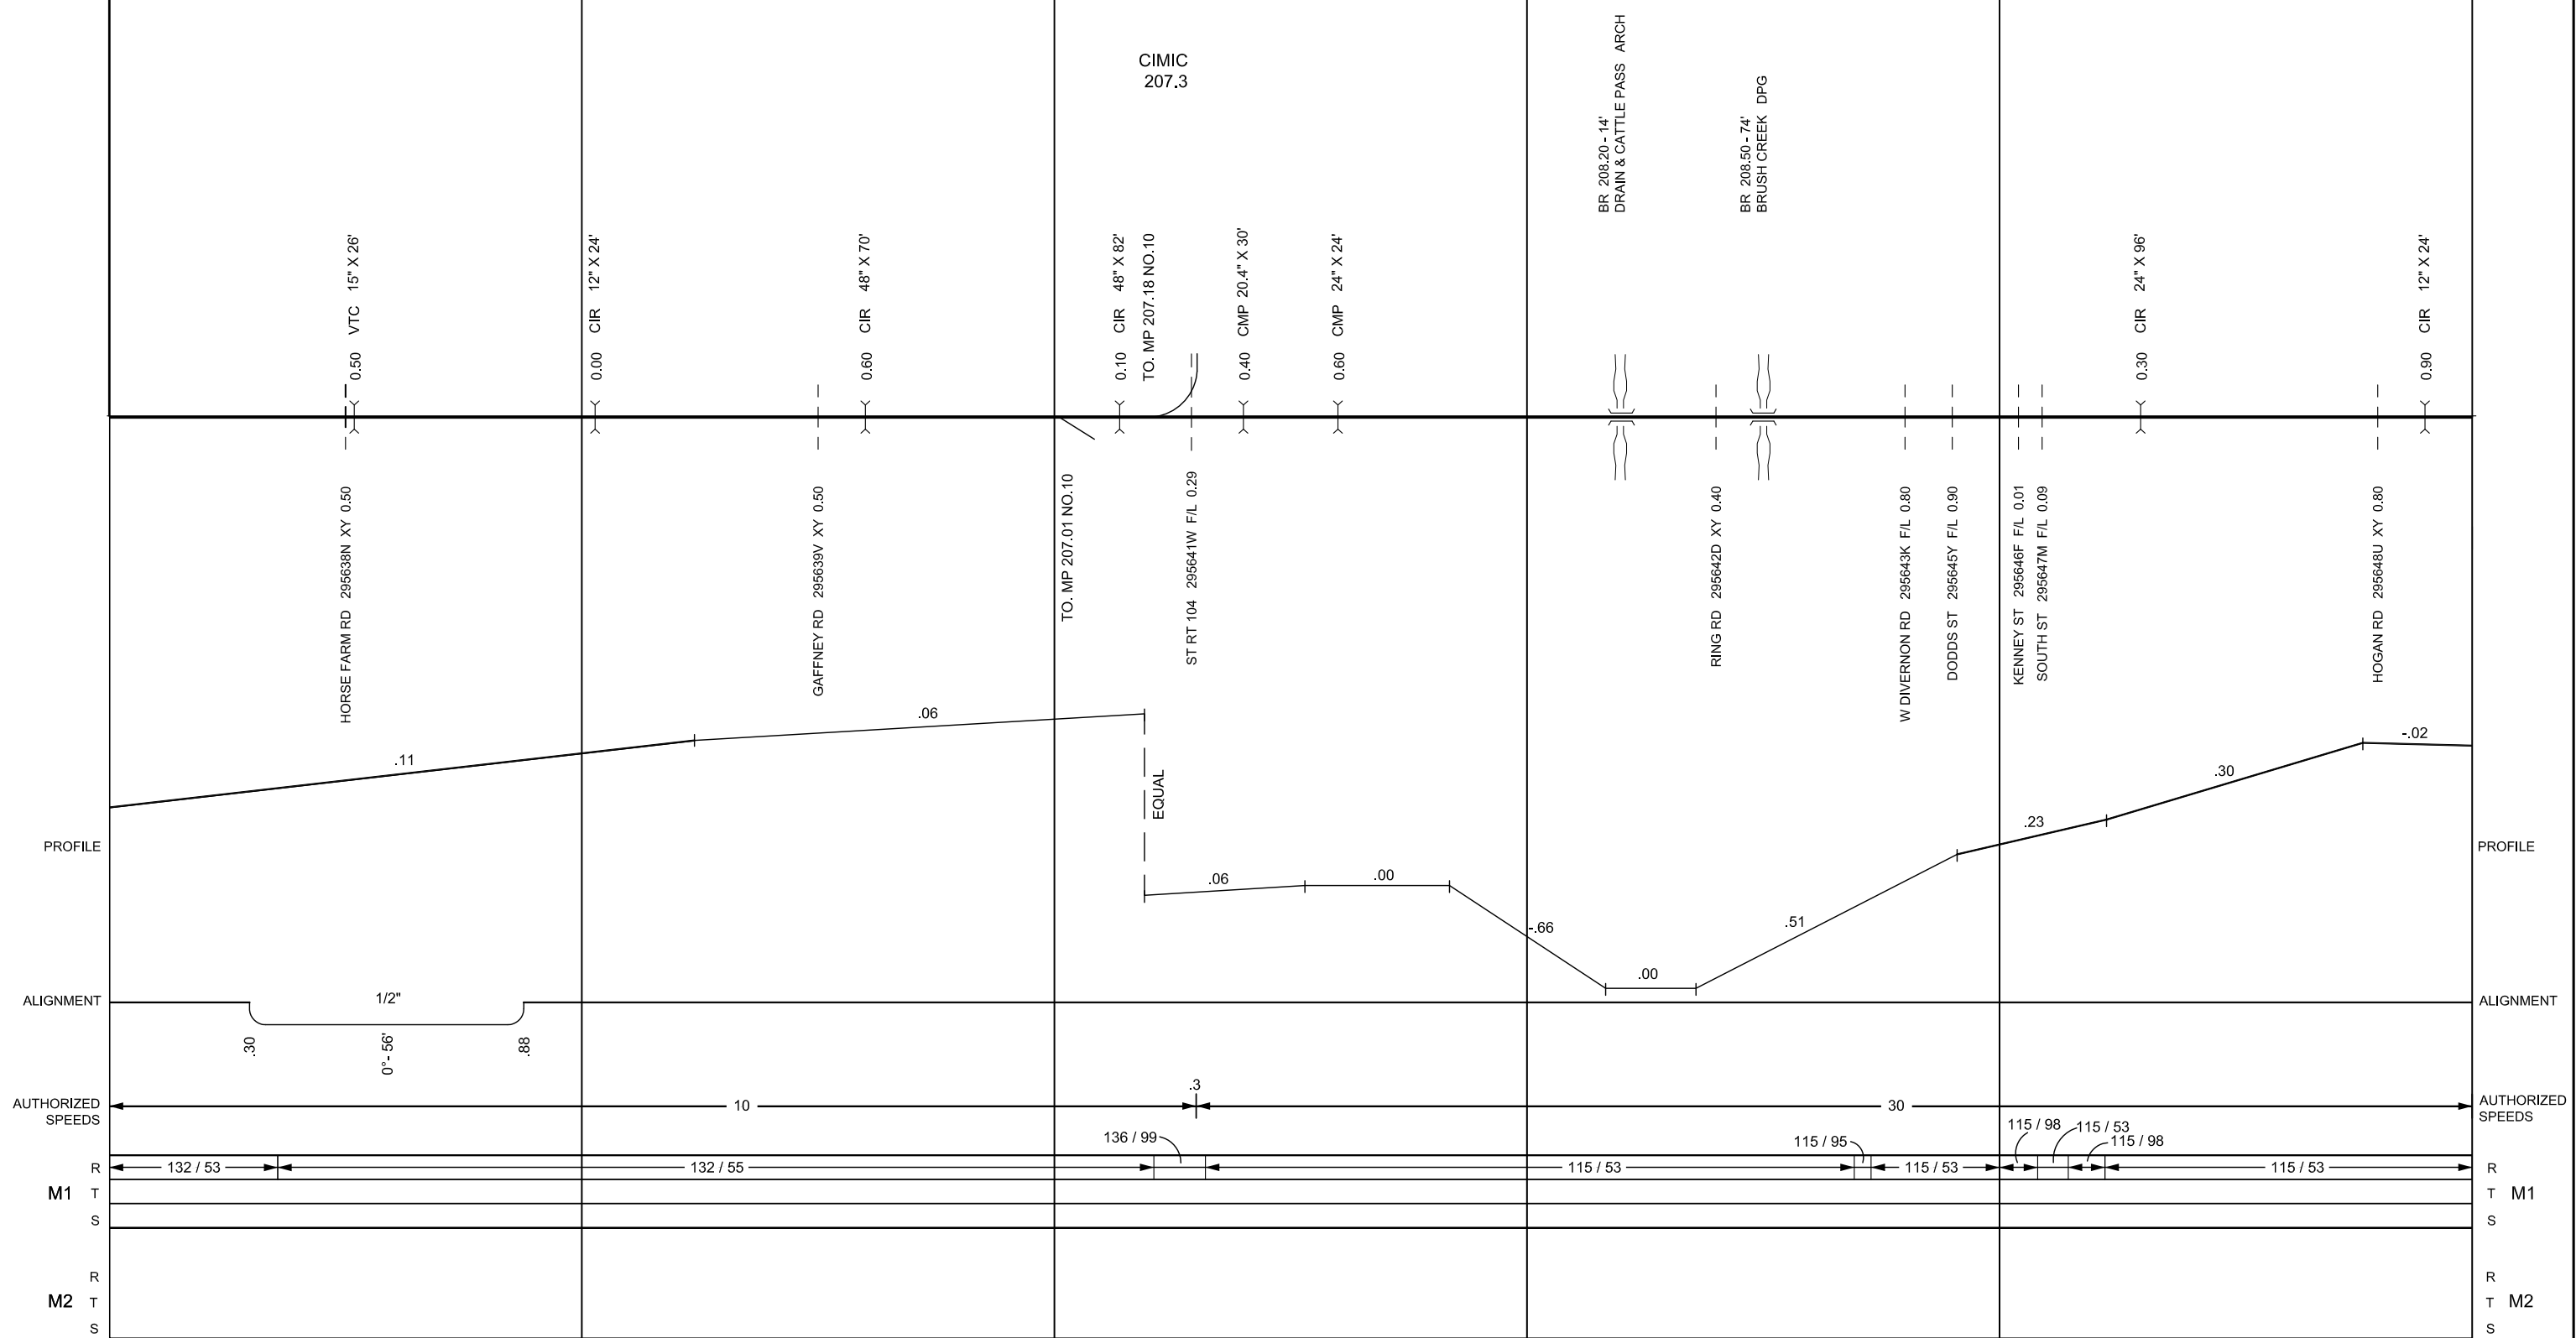 CIMIC
207.3
BR 208.20 - 14'
DRAIN & CATTLE PASS ARCH
BR 208.50 - 74'
BRUSH CREEK DPG
0.50 VTC 15" X 26'
0.00 CIR 12" X 24'
0.60 CIR 48" X 70'
0.10 CIR 48" X 82'
TO. MP 207.18 NO.10
0.40 CMP 20.4" X 30'
0.60 CMP 24" X 24'
0.30 CIR 24" X 96'
0.90 CIR 12" X 24'
HORSE FARM RD 295638N XY 0.50
GAFFNEY RD 295639V XY 0.50
TO. MP 207.01 NO.10
ST RT 104 295641W F/L 0.29
RING RD 295642D XY 0.40
W DIVERNON RD 295643K F/L 0.80
DODDS ST 295645Y F/L 0.90
KENNEY ST 295646F F/L 0.01
SOUTH ST 295647M F/L 0.09
HOGAN RD 295648U XY 0.80
.11
.06
EQUAL
.06
.00
-.66
.00
.51
.23
.30
-.02
PROFILE
PROFILE
ALIGNMENT
1/2"
.30
0°- 56'
.88
ALIGNMENT
AUTHORIZED
SPEEDS
10
.3
30
AUTHORIZED
SPEEDS
136 / 99
115 / 95
115 / 98
115 / 53
115 / 98
R
132 / 53
132 / 55
115 / 53
115 / 53
115 / 53
R
M1 T
T M1
S
S
R
R
M2 T
T M2
S
S